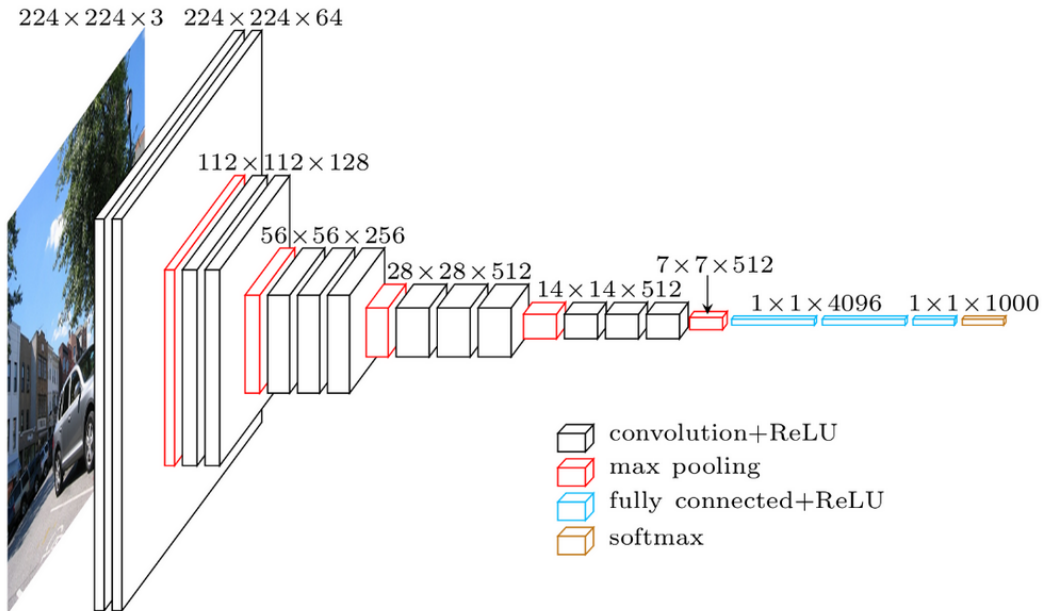 224×224×3
224×224×64
112×112×128
56×56×256
28×28×512
14×14×512
7×7×512
1×1×4096
1×1×1000
convolution+ReLU
max pooling
fully connected+ReLU
softmax